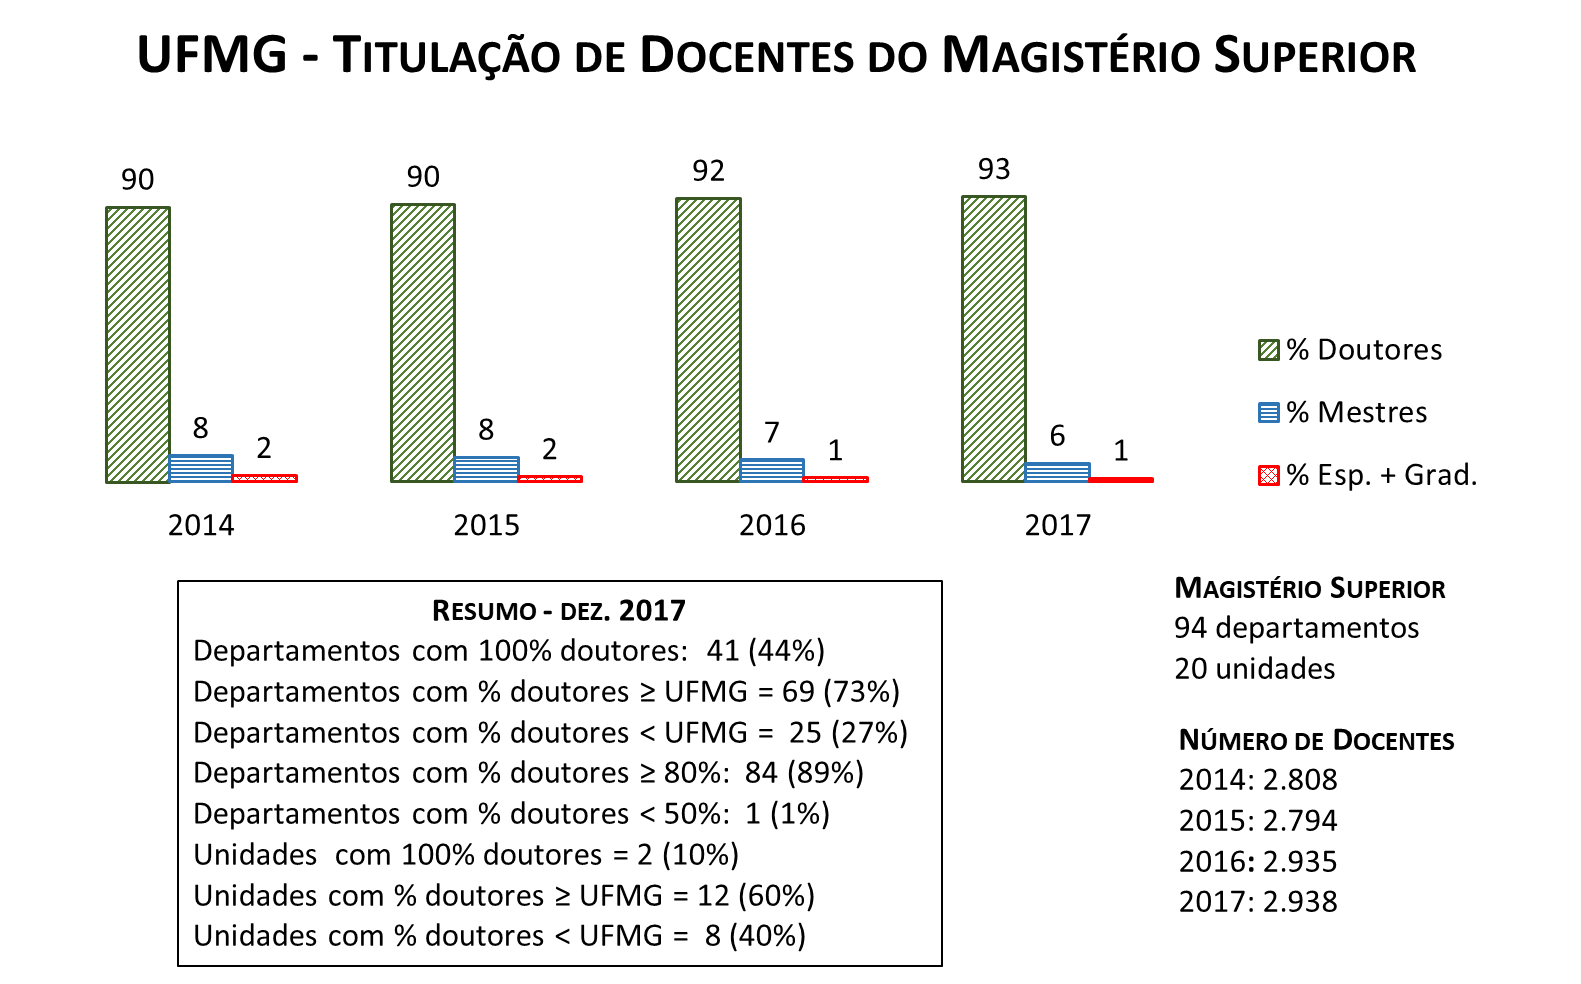 UFMG - TITULAÇÃO DE DOCENTES DO MAGISTÉRIO SUPERIOR
90
8
2
2014
90
8
2
2015
92
7
1
2016
93
6
1
2017
% Doutores
% Mestres
% Esp. + Grad.
RESUMO - DEZ. 2017
Departamentos com 100% doutores: 41 (44%)
Departamentos com % doutores ≥ UFMG = 69 (73%)
Departamentos com % doutores < UFMG = 25 (27%)
Departamentos com % doutores ≥ 80%: 84 (89%)
Departamentos com % doutores < 50%: 1 (1%)
Unidades com 100% doutores = 2 (10%)
Unidades com % doutores ≥ UFMG = 12 (60%)
Unidades com % doutores < UFMG = 8 (40%)
MAGISTÉRIO SUPERIOR
94 departamentos
20 unidades
NÚMERO DE DOCENTES
2014: 2.808
2015: 2.794
2016: 2.935
2017: 2.938